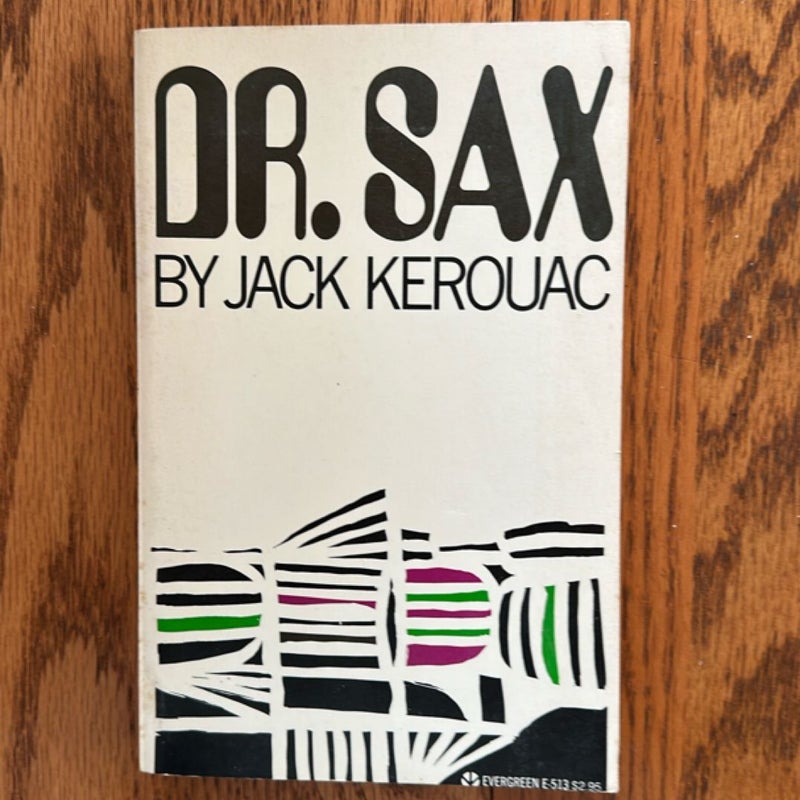 DR. SAX
BY JACK KEROUAC
EVERGREEN E-513 $2.95